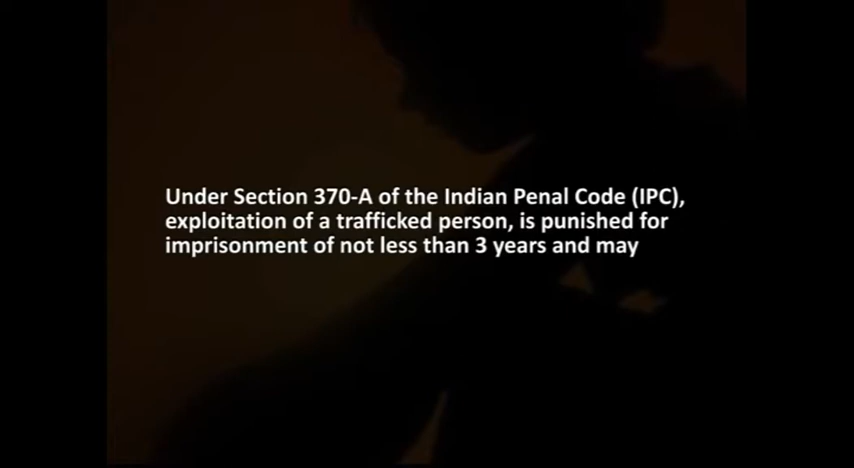 Under Section 370-A of the Indian Penal Code (IPC),
exploitation of a trafficked person, is punished for
imprisonment of not less than 3 years and may